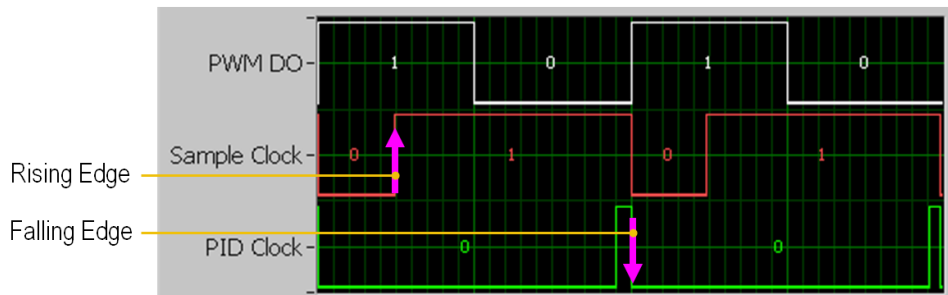 PWM DO
1 0 1 0
Sample Clock
0 1 0 1
Rising Edge
Falling Edge
PID Clock
0 0